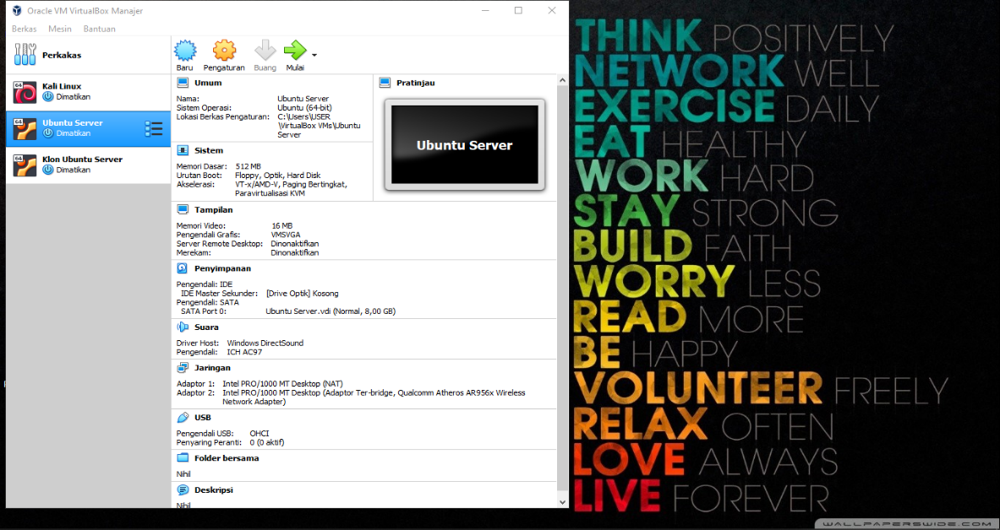 Oracle VM VirtualBox Manajer
Berkas Mesin Bantuan
Perkakas
Baru Pengaturan Buang Mulai
64
Kali Linux
Dimatikan
64
Ubuntu Server
Dimatikan
64
Klon Ubuntu Server
Dimatikan
Umum
Nama: Ubuntu Server
Sistem Operasi: Ubuntu (64-bit)
Lokasi Berkas Pengaturan: C:\Users\USER
\VirtualBox VMs\Ubuntu
Server
Pratinjau
Ubuntu Server
Sistem
Memori Dasar: 512 MB
Urutan Boot: Floppy, Optik, Hard Disk
Akselerasi: VT-x/AMD-V, Paging Bertingkat,
Paravirtualisasi KVM
Tampilan
Memori Video: 16 MB
Pengendali Grafis: VMSVGA
Server Remote Desktop: Dinonaktifkan
Merekam: Dinonaktifkan
Penyimpanan
Pengendali: IDE
IDE Master Sekunder: [Drive Optik] Kosong
Pengendali: SATA
SATA Port 0: Ubuntu Server.vdi (Normal, 8,00 GB)
Suara
Driver Host: Windows DirectSound
Pengendali: ICH AC97
Jaringan
Adaptor 1: Intel PRO/1000 MT Desktop (NAT)
Adaptor 2: Intel PRO/1000 MT Desktop (Adaptor Ter-bridge, Qualcomm Atheros AR956x Wireless
Network Adapter)
USB
Pengendali USB: OHCI
Penyaring Peranti: 0 (0 aktif)
Folder bersama
Nihil
Deskripsi
Nihil
THINK POSITIVELY
NETWORK WELL
EXERCISE DAILY
EAT HEALTHY
WORK HARD
STAY STRONG
BUILD FAITH
WORRY LESS
READ MORE
BE HAPPY
VOLUNTEER FREELY
RELAX OFTEN
LOVE ALWAYS
LIVE FOREVER
WALLPAPERSWIDE.COM